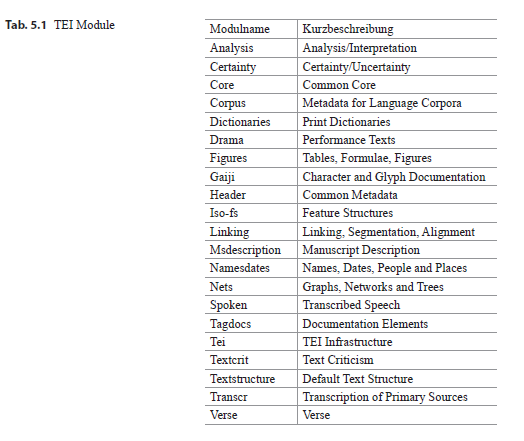 Tab. 5.1 TEI Module
Modulname Kurzbeschreibung
Analysis Analysis/Interpretation
Certainty Certainty/Uncertainty
Core Common Core
Corpus Metadata for Language Corpora
Dictionaries Print Dictionaries
Drama Performance Texts
Figures Tables, Formulae, Figures
Gaiji Character and Glyph Documentation
Header Common Metadata
Iso-fs Feature Structures
Linking Linking, Segmentation, Alignment
Msdescription Manuscript Description
Namesdates Names, Dates, People and Places
Nets Graphs, Networks and Trees
Spoken Transcribed Speech
Tagdocs Documentation Elements
Tei TEI Infrastructure
Textcrit Text Criticism
Textstructure Default Text Structure
Transcr Transcription of Primary Sources
Verse Verse